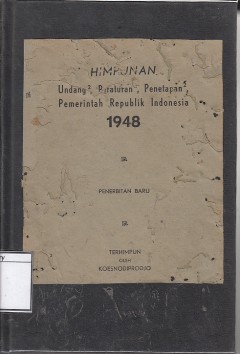 HIMPUNAN
Undang², Peraturan², Penetapan²,
Pemerintah Republik Indonesia
1948
PENERBITAN BARU
TERHIMPUN
OLEH
KOESNODIPRODJO